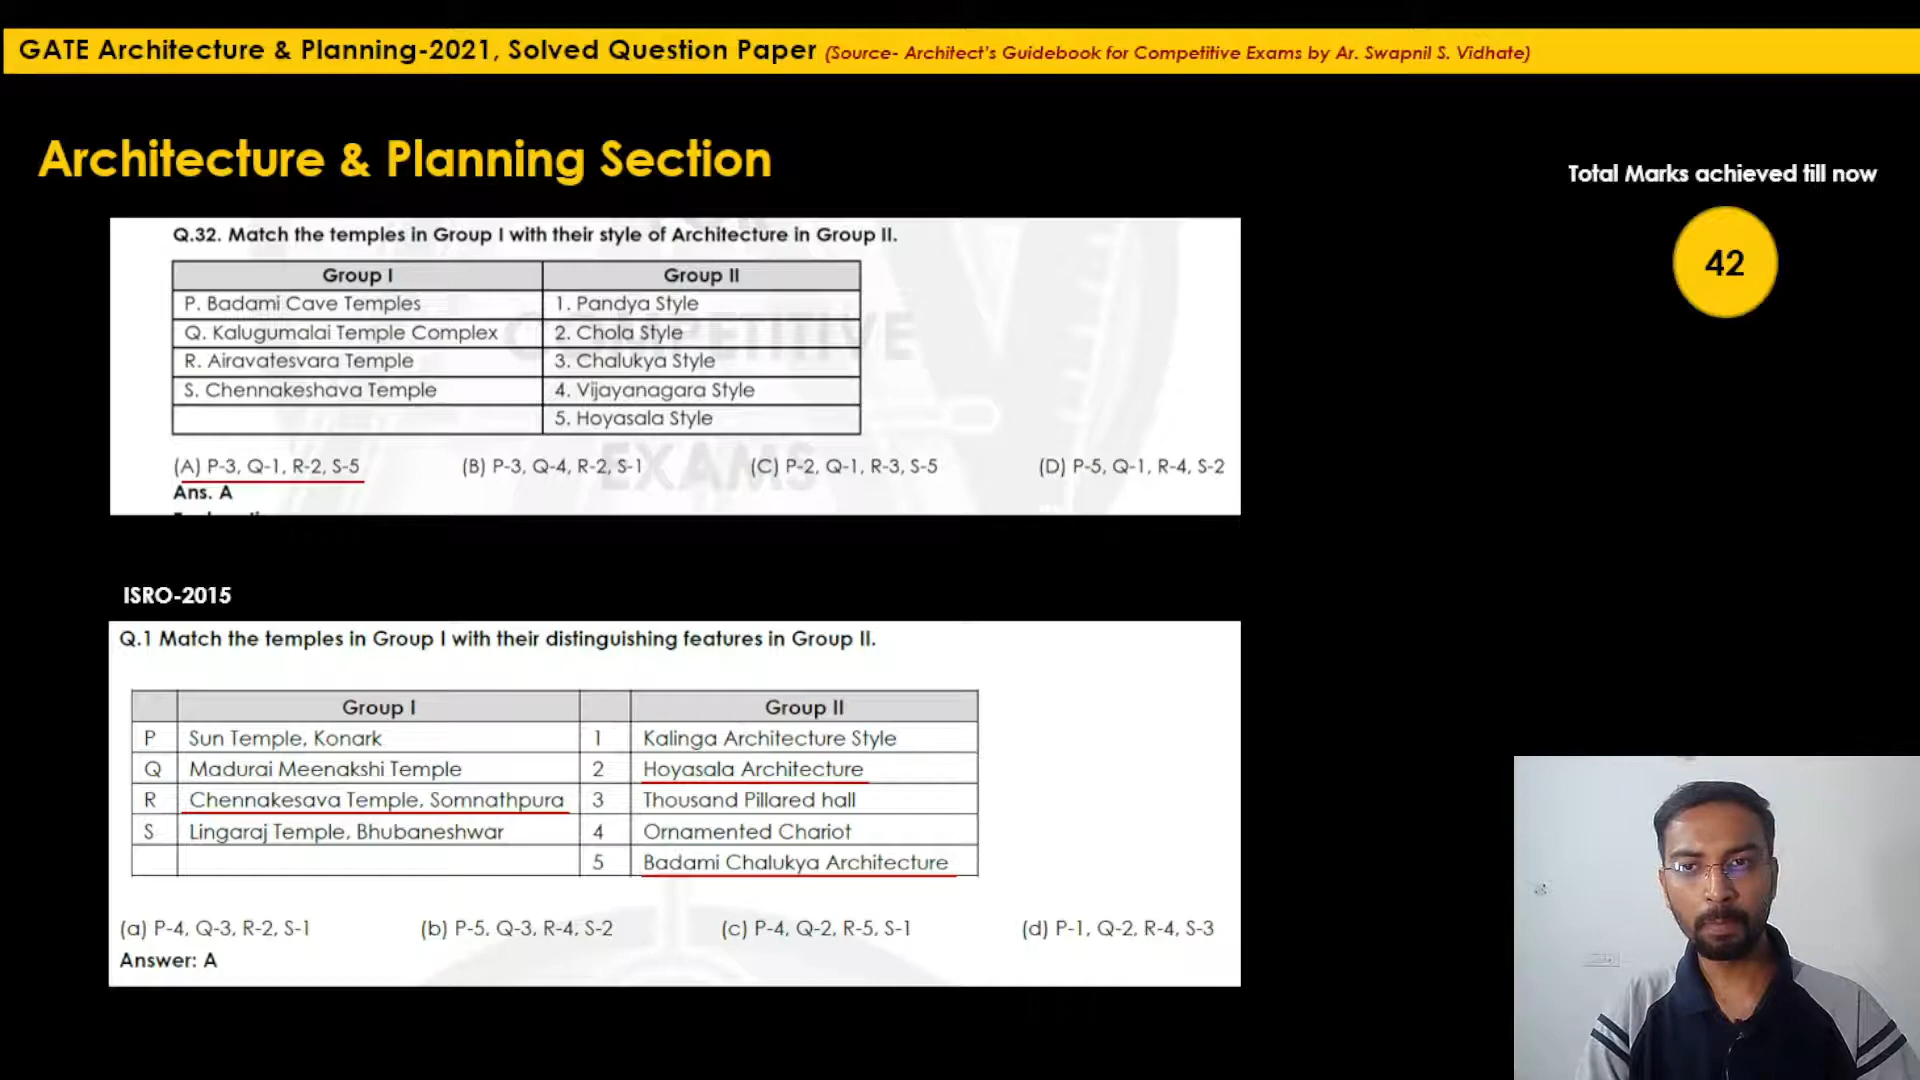 GATE Architecture & Planning-2021, Solved Question Paper (Source- Architect's Guidebook for Competitive Exams by Ar. Swapnil S. Vidhate)
Architecture & Planning Section
Total Marks achieved till now
42
Q.32. Match the temples in Group I with their style of Architecture in Group II.
Group I Group II
P. Badami Cave Temples 1. Pandya Style
Q. Kalugumalai Temple Complex 2. Chola Style
R. Airavatesvara Temple 3. Chalukya Style
S. Chennakeshava Temple 4. Vijayanagara Style
5. Hoyasala Style
(A) P-3, Q-1, R-2, S-5 (B) P-3, Q-4, R-2, S-1 (C) P-2, Q-1, R-3, S-5 (D) P-5, Q-1, R-4, S-2
Ans. A
COMPETITIVE
EXAMS
ISRO-2015
Q.1 Match the temples in Group I with their distinguishing features in Group II.
Group I Group II
P Sun Temple, Konark 1 Kalinga Architecture Style
Q Madurai Meenakshi Temple 2 Hoyasala Architecture
R Chennakesava Temple, Somnathpura 3 Thousand Pillared hall
S Lingaraj Temple, Bhubaneshwar 4 Ornamented Chariot
5 Badami Chalukya Architecture
(a) P-4, Q-3, R-2, S-1 (b) P-5, Q-3, R-4, S-2 (c) P-4, Q-2, R-5, S-1 (d) P-1, Q-2, R-4, S-3
Answer: A